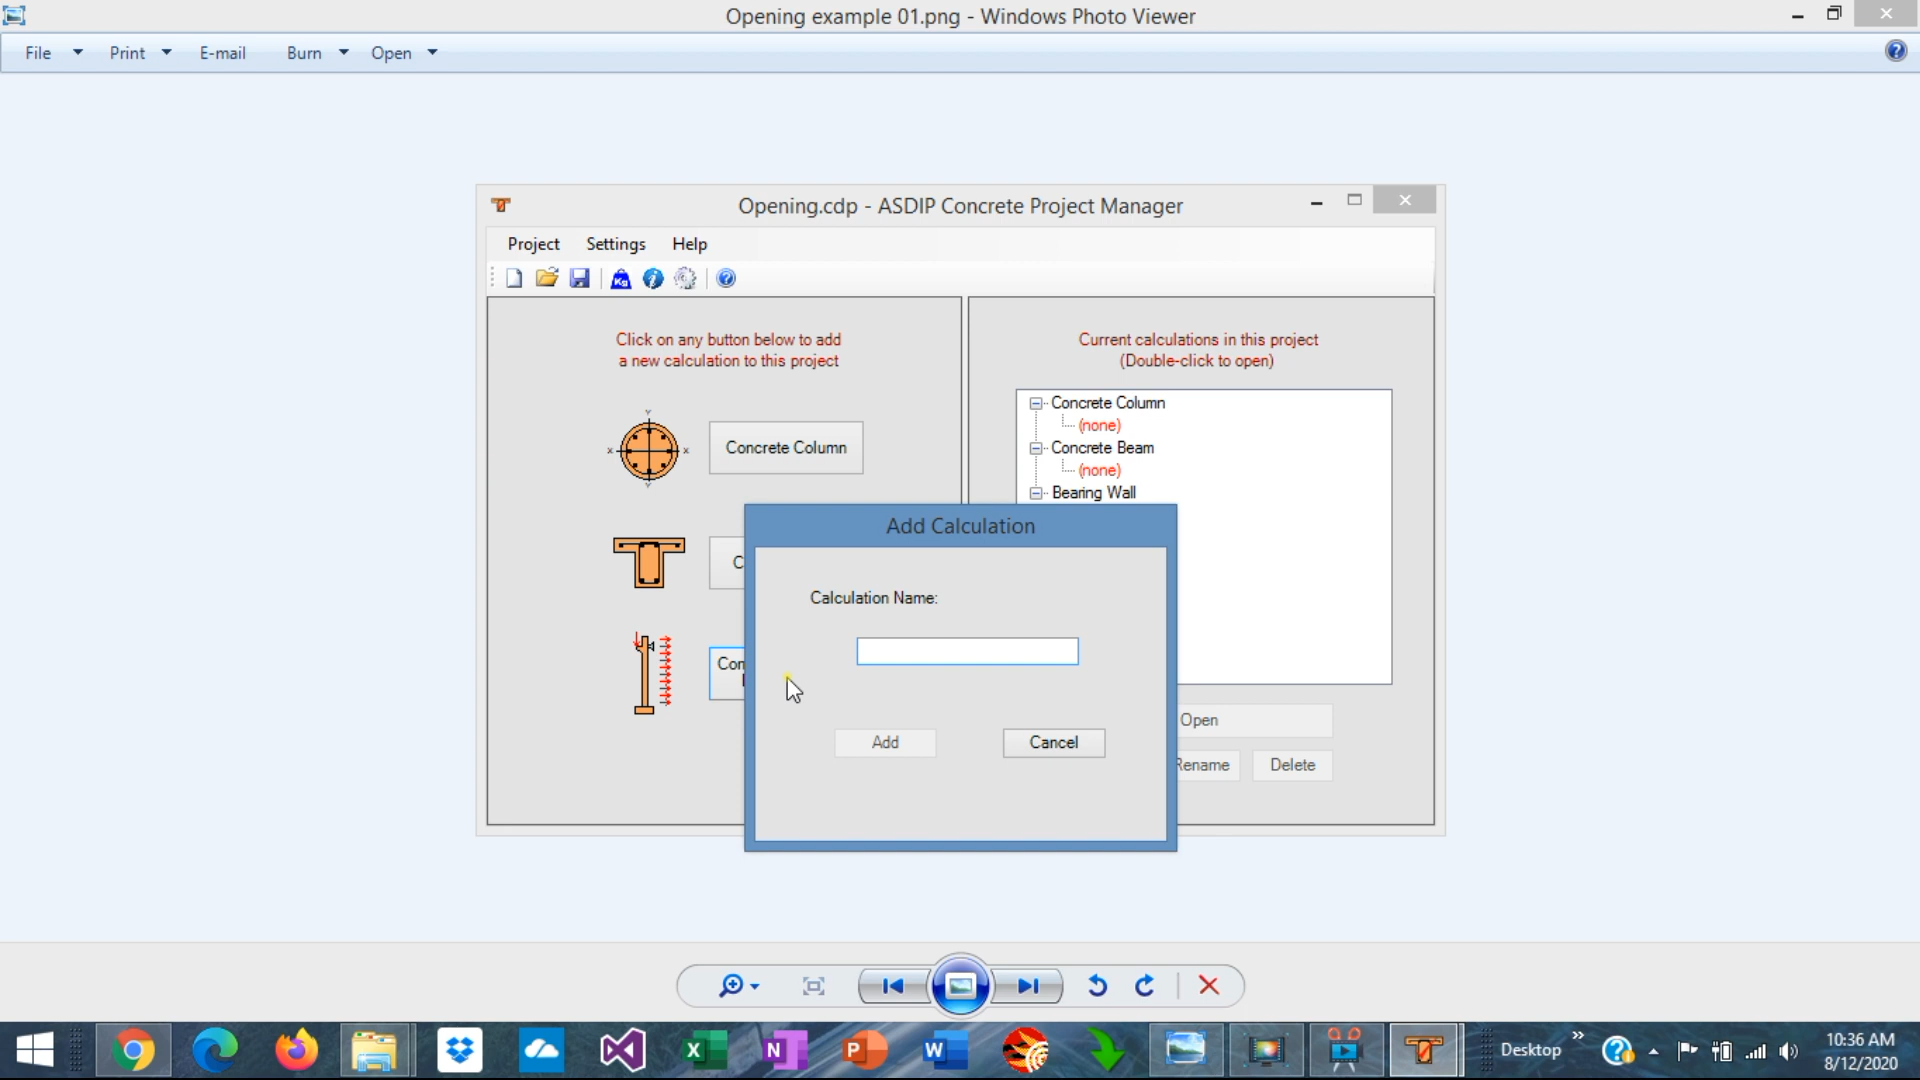 Opening example 01.png - Windows Photo Viewer
File Print E-mail Burn Open
Opening.cdp - ASDIP Concrete Project Manager
Project Settings Help
Kg
Click on any button below to add
a new calculation to this project
Y
X X
Y
Concrete Column
C
Con
Current calculations in this project
(Double-click to open)
Concrete Column
(none)
Concrete Beam
(none)
Bearing Wall
Open
Rename Delete
Add Calculation
Calculation Name:
Add Cancel
Desktop
10:36 AM
8/12/2020